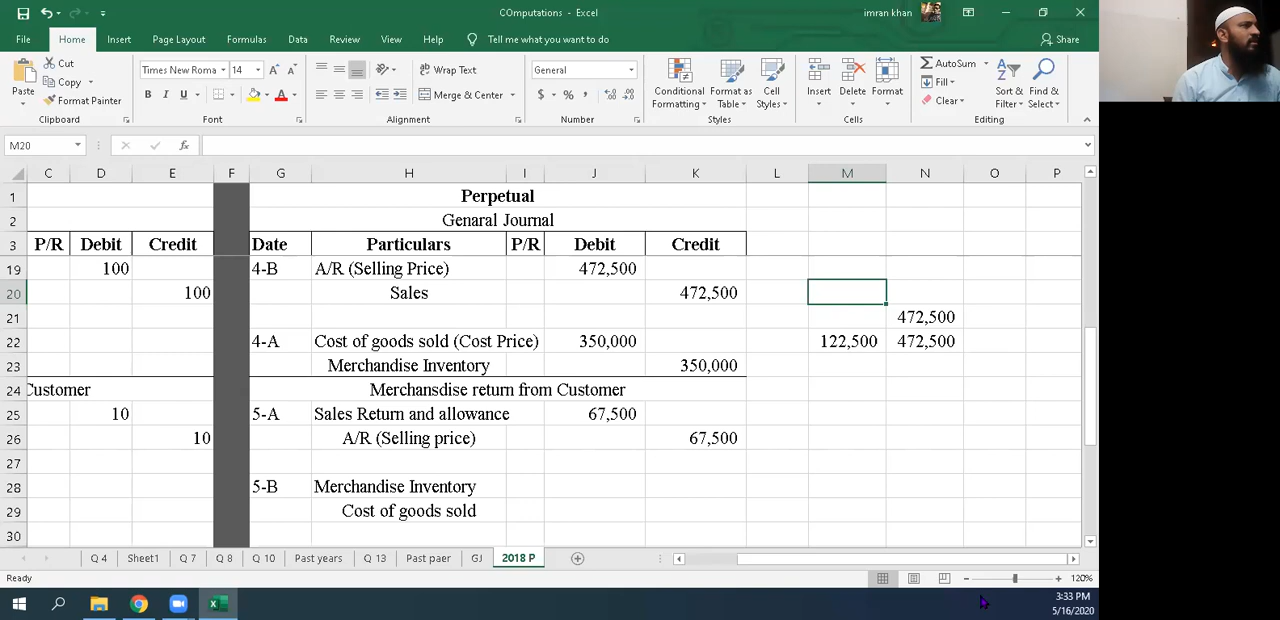 COmputations - Excel
imran khan
File Home Insert Page Layout Formulas Data Review View Help Tell me what you want to do Share
Paste Cut Copy Format Painter
Times New Roma 14 A A
B I U A
Wrap Text
Merge & Center
General
$ % ,
Conditional Formatting
Format as Table
Cell Styles
Insert Delete Format
AutoSum
Fill
Clear
Sort & Filter
Find & Select
Clipboard Font Alignment Number Styles Cells Editing
M20 fx
C D E F G H I J K L M N O P
1 Perpetual
2 Genaral Journal
3 P/R Debit Credit Date Particulars P/R Debit Credit
19 100 4-B A/R (Selling Price) 472,500
20 100 Sales 472,500
21 472,500
22 4-A Cost of goods sold (Cost Price) 350,000 122,500 472,500
23 Merchandise Inventory 350,000
24 Customer Merchansdise return from Customer
25 10 5-A Sales Return and allowance 67,500
26 10 A/R (Selling price) 67,500
27
28 5-B Merchandise Inventory
29 Cost of goods sold
30
Q 4 Sheet1 Q 7 Q 8 Q 10 Past years Q 13 Past paer GJ 2018 P
Ready 120%
3:33 PM
5/16/2020